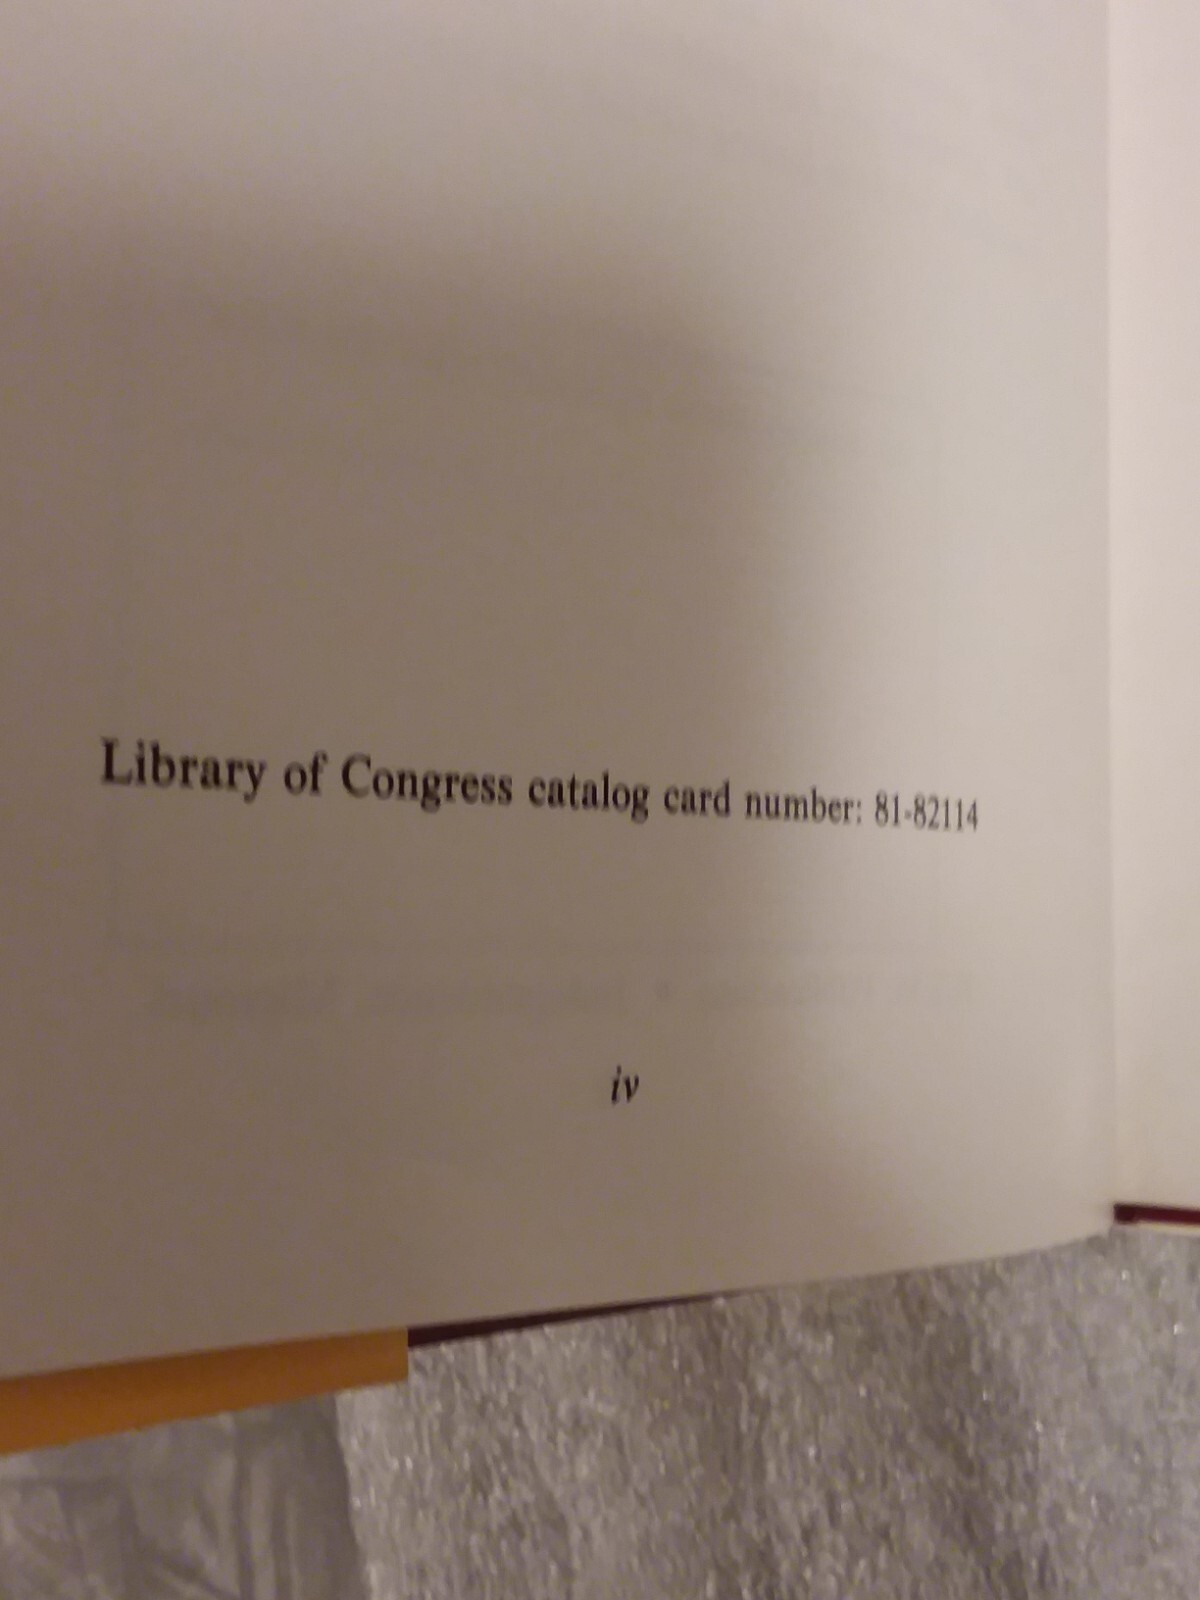 Library of Congress catalog card number: 81-82114
iv